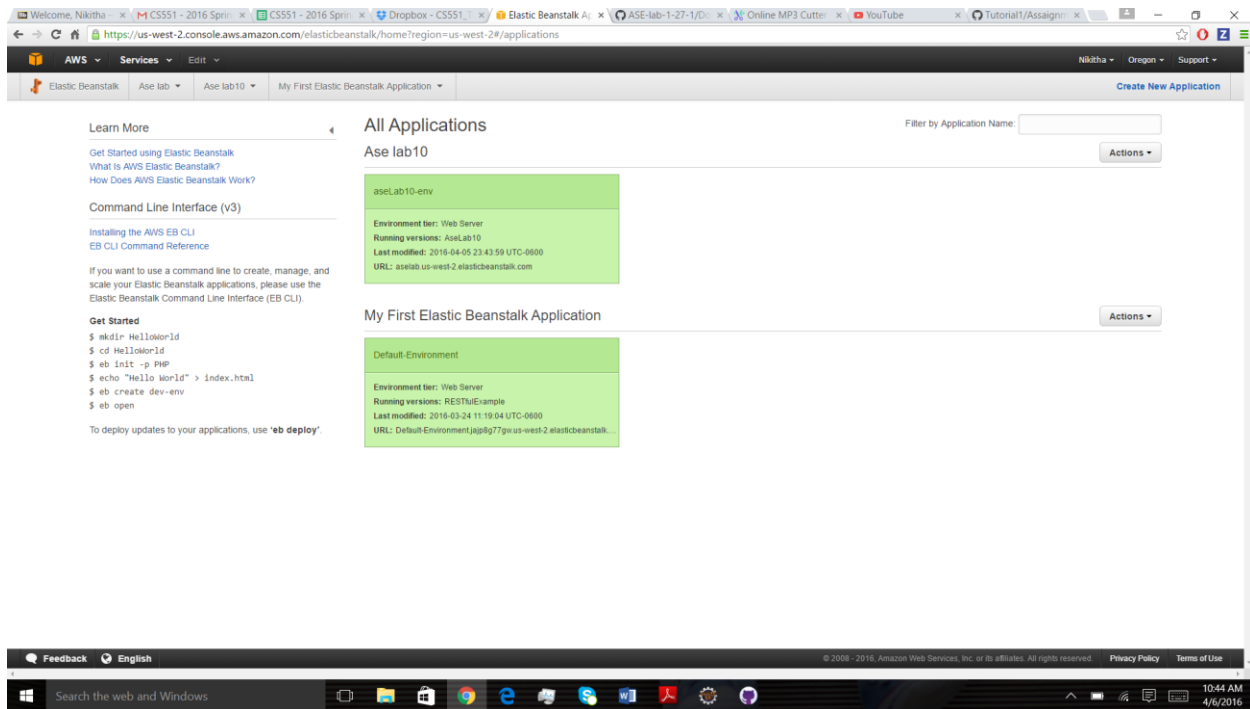 Welcome, Nikitha –
CS551 - 2016 Sprin
CS551 - 2016 Sprin
Dropbox - CS551_T
Elastic Beanstalk Ap
ASE-lab-1-27-1/Do
Online MP3 Cutter
YouTube
Tutorial1/Assaignm
https://us-west-2.console.aws.amazon.com/elasticbeanstalk/home?region=us-west-2#/applications
AWS Services Edit Nikitha Oregon Support
Elastic Beanstalk Ase lab Ase lab10 My First Elastic Beanstalk Application Create New Application
Learn More
Get Started using Elastic Beanstalk
What Is AWS Elastic Beanstalk?
How Does AWS Elastic Beanstalk Work?
Command Line Interface (v3)
Installing the AWS EB CLI
EB CLI Command Reference
If you want to use a command line to create, manage, and
scale your Elastic Beanstalk applications, please use the
Elastic Beanstalk Command Line Interface (EB CLI).
Get Started
$ mkdir HelloWorld
$ cd HelloWorld
$ eb init -p PHP
$ echo "Hello World" > index.html
$ eb create dev-env
$ eb open
To deploy updates to your applications, use 'eb deploy'.
All Applications
Filter by Application Name:
Ase lab10
Actions
aseLab10-env
Environment tier: Web Server
Running versions: AseLab10
Last modified: 2016-04-05 23:43:59 UTC-0600
URL: aselab.us-west-2.elasticbeanstalk.com
My First Elastic Beanstalk Application
Actions
Default-Environment
Environment tier: Web Server
Running versions: RESTfulExample
Last modified: 2016-03-24 11:19:04 UTC-0600
URL: Default-Environment.jajp8g77gw.us-west-2.elasticbeanstalk....
Feedback English
© 2008 - 2016, Amazon Web Services, Inc. or its affiliates. All rights reserved. Privacy Policy Terms of Use
Search the web and Windows
10:44 AM
4/6/2016